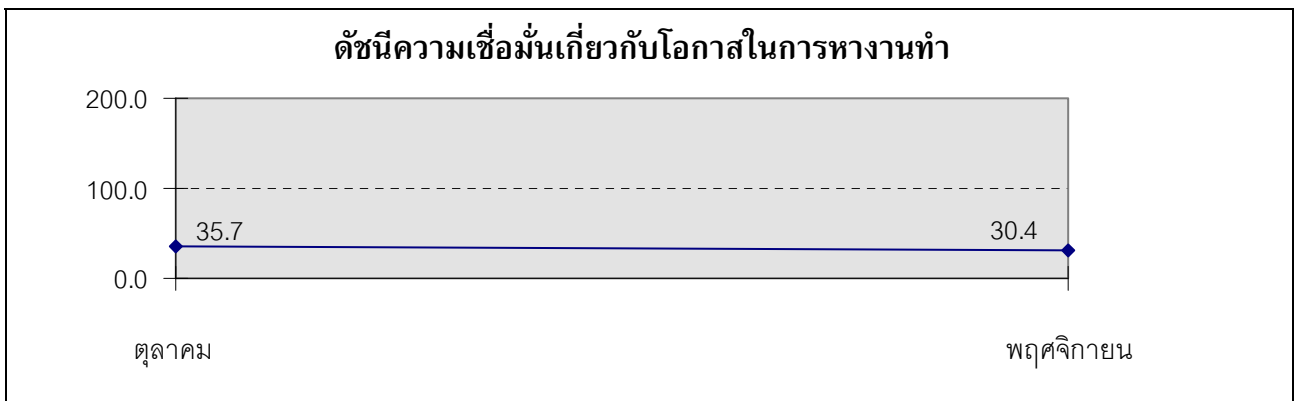 ดัชนีความเชื่อมั่นเกี่ยวกับโอกาสในการหางานทำ
200.0
100.0
35.7 30.4
0.0
ตุลาคม พฤศจิกายน